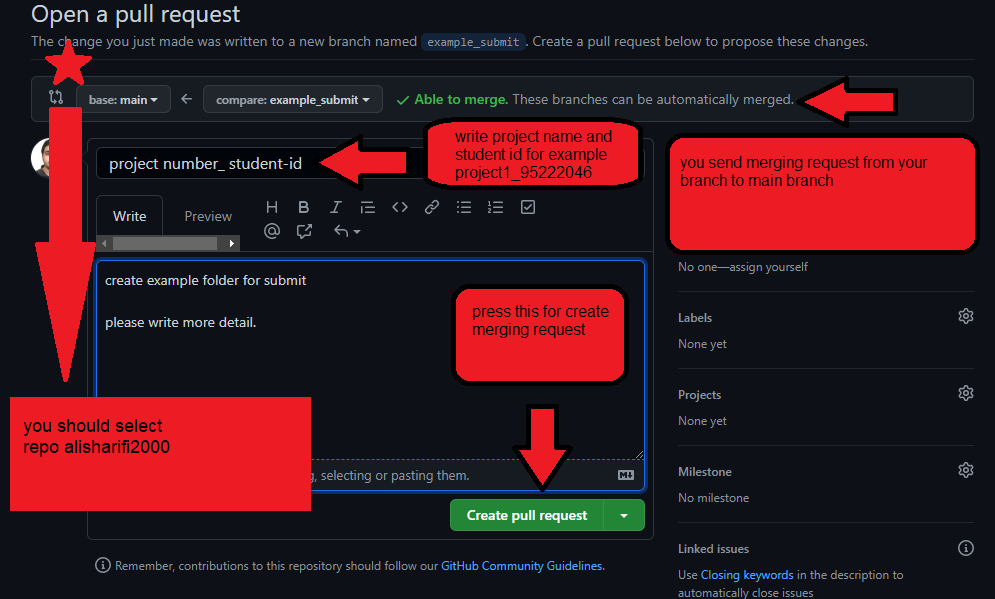 Open a pull request
The change you just made was written to a new branch named example_submit. Create a pull request below to propose these changes.
base: main
compare: example_submit
Able to merge. These branches can be automatically merged.
project number_ student-id
write project name and
student id for example
project1_95222046
you send merging request from your
branch to main branch
Write
Preview
H B I
create example folder for submit
please write more detail.
press this for create
merging request
you should select
repo alisharifi2000
, selecting or pasting them.
Create pull request
Remember, contributions to this repository should follow our GitHub Community Guidelines.
No one—assign yourself
Labels
None yet
Projects
None yet
Milestone
No milestone
Linked issues
Use Closing keywords in the description to
automatically close issues